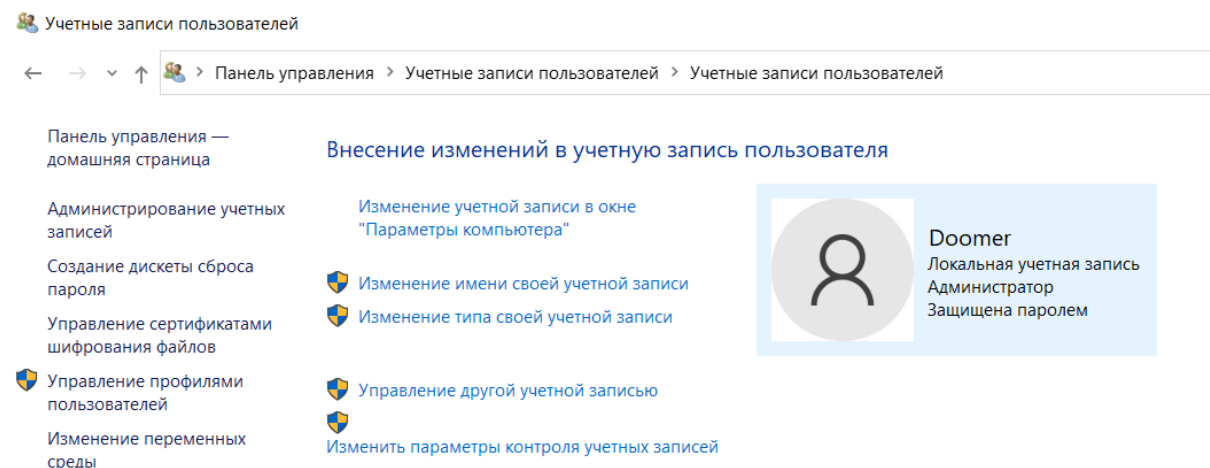 Учетные записи пользователей
Панель управления > Учетные записи пользователей > Учетные записи пользователей
Панель управления —
домашняя страница
Администрирование учетных
записей
Создание дискеты сброса
пароля
Управление сертификатами
шифрования файлов
Управление профилями
пользователей
Изменение переменных
среды
Внесение изменений в учетную запись пользователя
Изменение учетной записи в окне
"Параметры компьютера"
Изменение имени своей учетной записи
Изменение типа своей учетной записи
Управление другой учетной записью
Изменить параметры контроля учетных записей
Doomer
Локальная учетная запись
Администратор
Защищена паролем